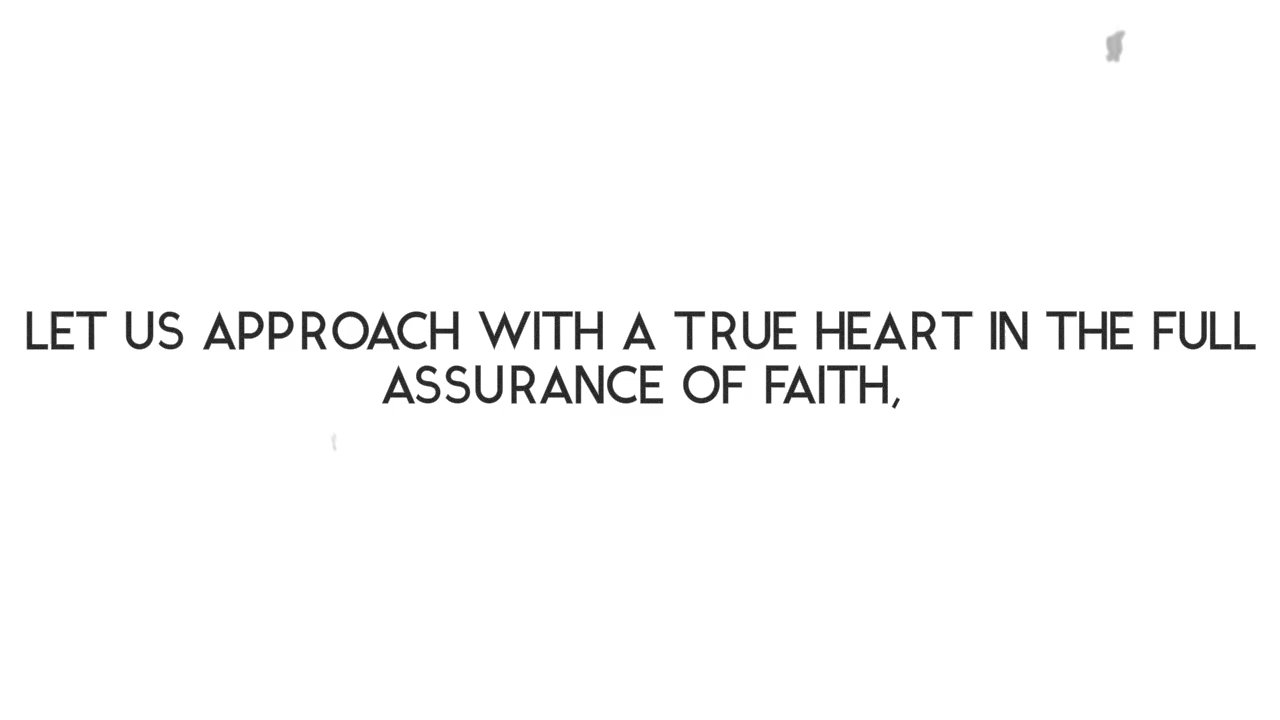 LET US APPROACH WITH A TRUE HEART IN THE FULL
ASSURANCE OF FAITH,